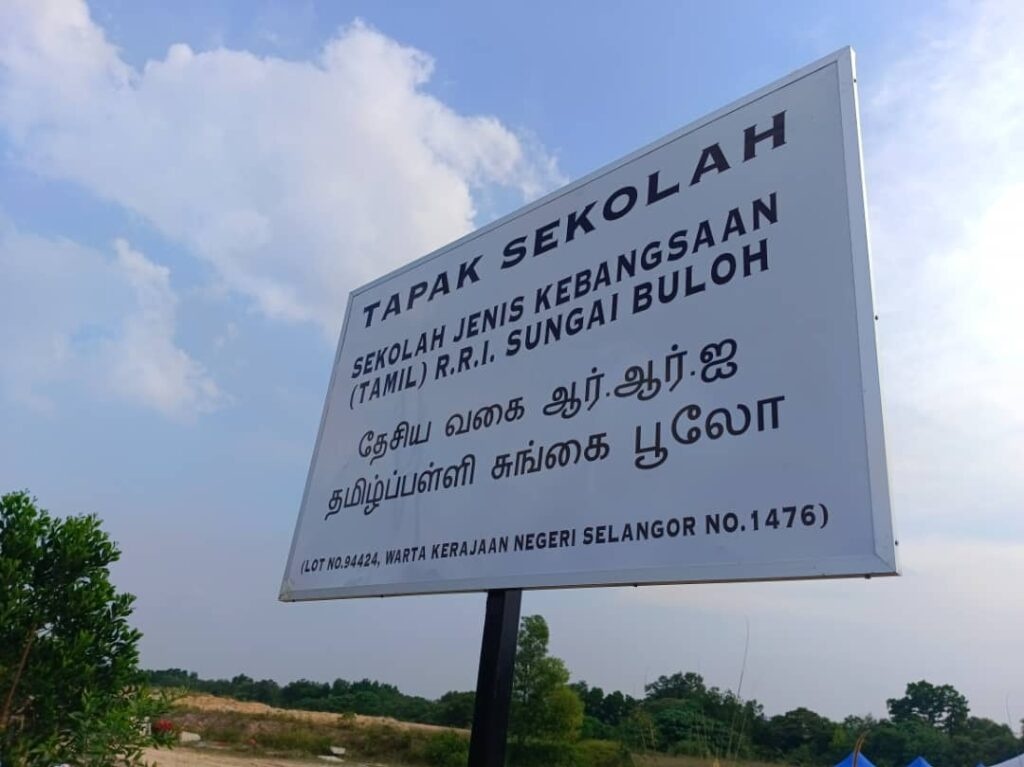 TAPAK SEKOLAH
SEKOLAH JENIS KEBANGSAAN
(TAMIL) R.R.I. SUNGAI BULOH
தேசிய வகை ஆர்.ஆர்.ஐ
தமிழ்ப்பள்ளி சுங்கை பூலோ
(LOT NO.94424, WARTA KERAJAAN NEGERI SELANGOR NO.1476)